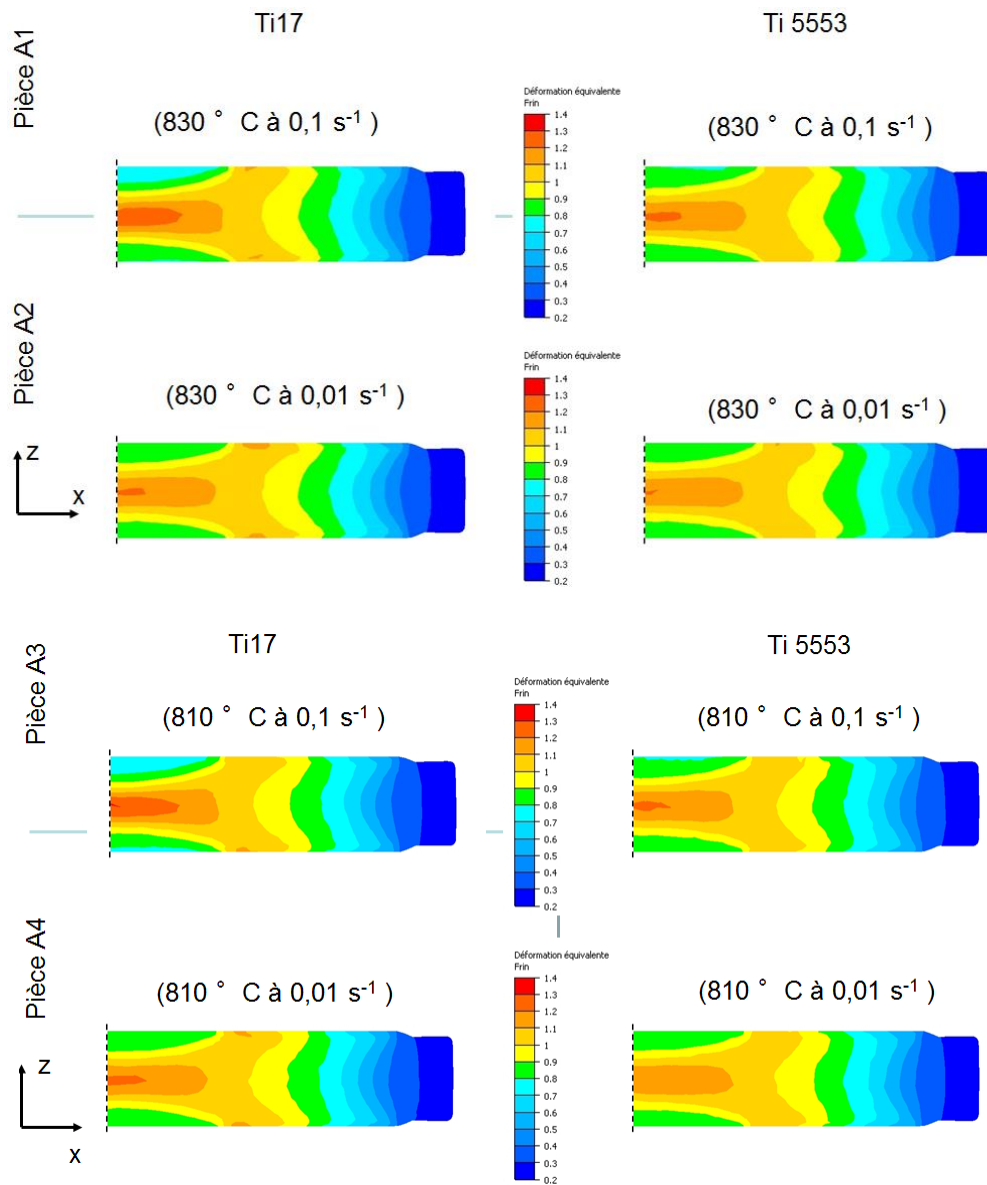 Ti17
Ti 5553
Pièce A1
(830 ° C à 0,1 s-1 )
Déformation équivalente
Frin
1.4
1.3
1.2
1.1
1
0.9
0.8
0.7
0.6
0.5
0.4
0.3
0.2
(830 ° C à 0,1 s-1 )
Pièce A2
(830 ° C à 0,01 s-1 )
Déformation équivalente
Frin
1.4
1.3
1.2
1.1
1
0.9
0.8
0.7
0.6
0.5
0.4
0.3
0.2
(830 ° C à 0,01 s-1 )
Z
X
Ti17
Ti 5553
Pièce A3
(810 ° C à 0,1 s-1 )
Déformation équivalente
Frin
1.4
1.3
1.2
1.1
1
0.9
0.8
0.7
0.6
0.5
0.4
0.3
0.2
(810 ° C à 0,1 s-1 )
Pièce A4
(810 ° C à 0,01 s-1 )
Déformation équivalente
Frin
1.4
1.3
1.2
1.1
1
0.9
0.8
0.7
0.6
0.5
0.4
0.3
0.2
(810 ° C à 0,01 s-1 )
Z
X